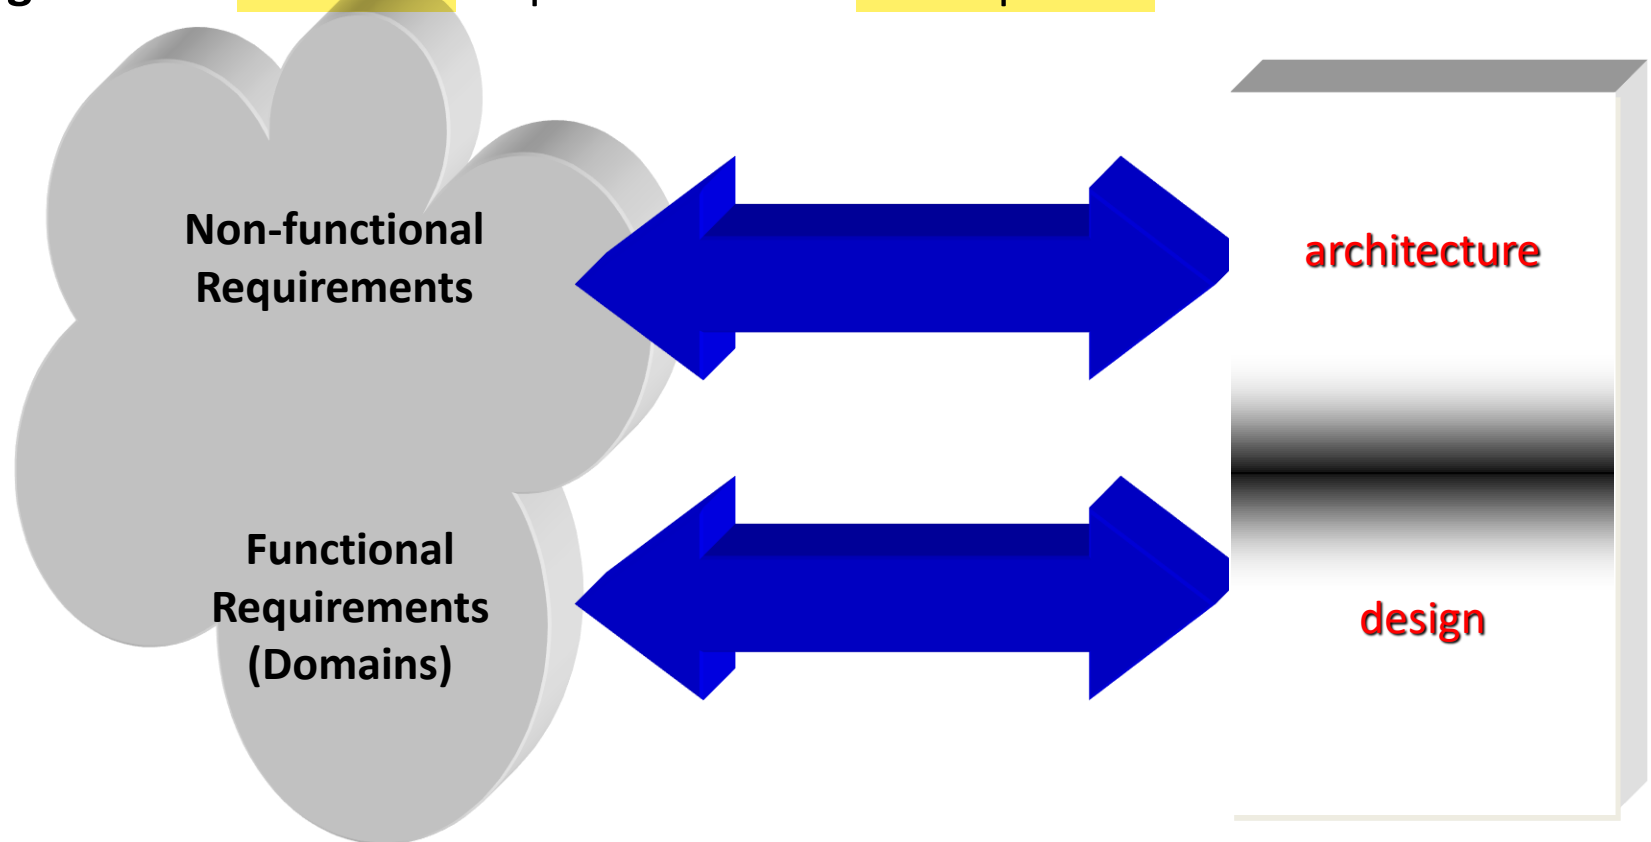 Non-functional
Requirements
architecture
Functional
Requirements
(Domains)
design